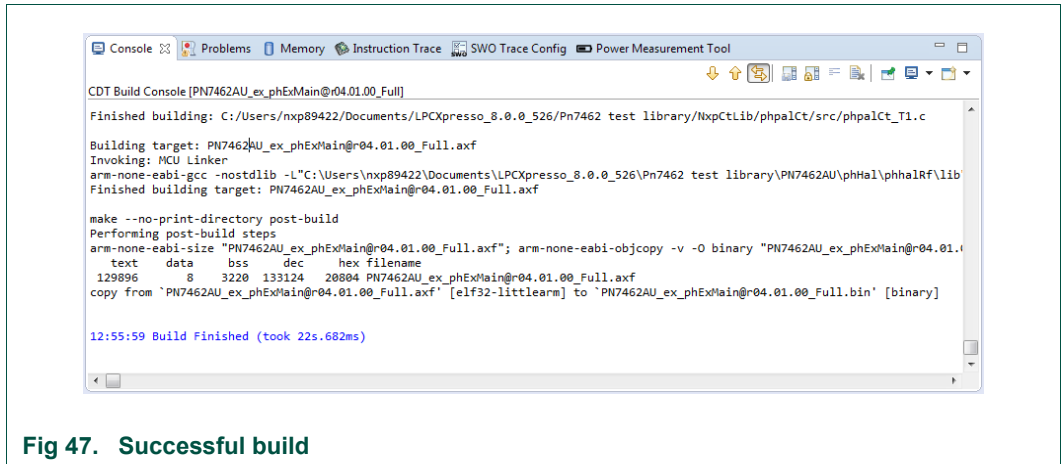 Console Problems Memory Instruction Trace SWO Trace Config Power Measurement Tool
CDT Build Console [PN7462AU_ex_phExMain@r04.01.00_Full]
Finished building: C:/Users/nxp89422/Documents/LPCXpresso_8.0.0_526/Pn7462 test library/NxpCtLib/phpalCt/src/phpalCt_T1.c
Building target: PN7462AU_ex_phExMain@r04.01.00_Full.axf
Invoking: MCU Linker
arm-none-eabi-gcc -nostdlib -L"C:\Users\nxp89422\Documents\LPCXpresso_8.0.0_526\Pn7462 test library\PN7462AU\phHal\phhalRf\lib
Finished building target: PN7462AU_ex_phExMain@r04.01.00_Full.axf
make --no-print-directory post-build
Performing post-build steps
arm-none-eabi-size "PN7462AU_ex_phExMain@r04.01.00_Full.axf"; arm-none-eabi-objcopy -v -O binary "PN7462AU_ex_phExMain@r04.01.
text data bss dec hex filename
129896 8 3220 133124 20804 PN7462AU_ex_phExMain@r04.01.00_Full.axf
copy from `PN7462AU_ex_phExMain@r04.01.00_Full.axf' [elf32-littlearm] to `PN7462AU_ex_phExMain@r04.01.00_Full.bin' [binary]
12:55:59 Build Finished (took 22s.682ms)
Fig 47. Successful build